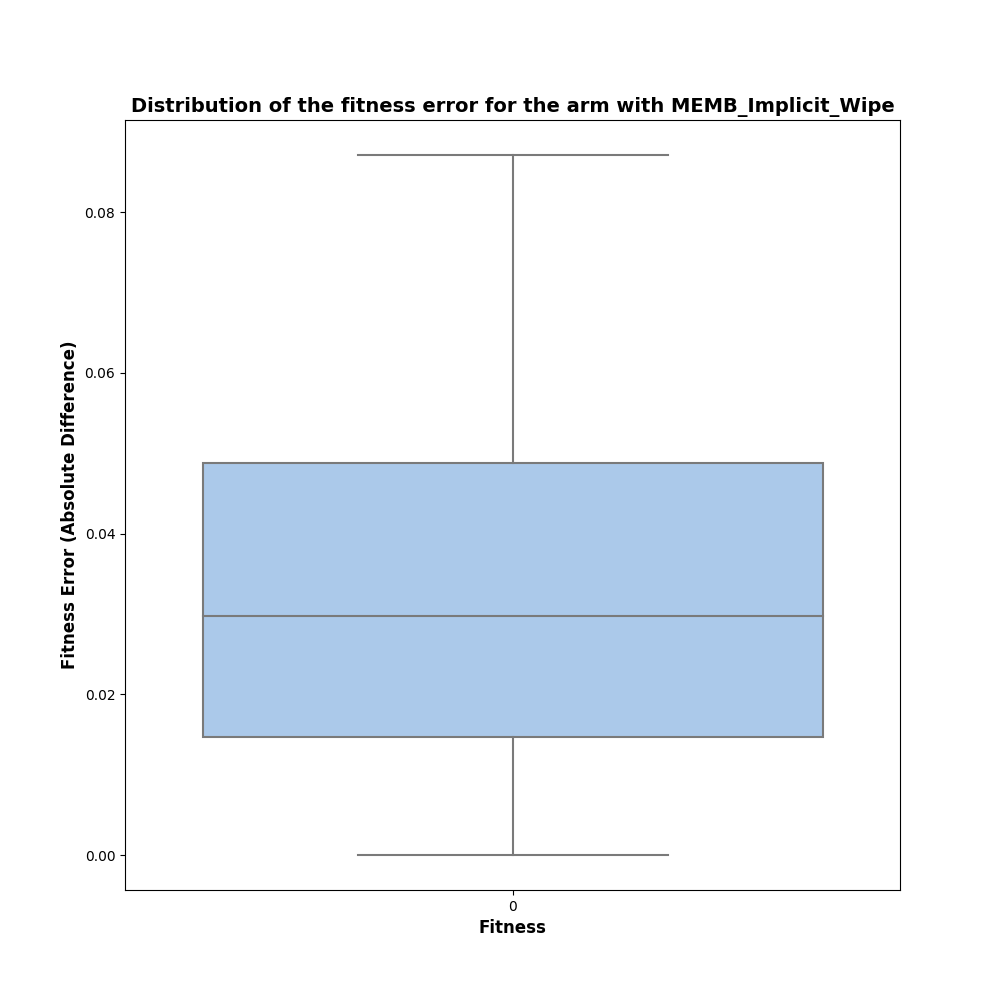 Distribution of the fitness error for the arm with MEMB_Implicit_Wipe
Fitness Error (Absolute Difference)
0.08
0.06
0.04
0.02
0.00
0
Fitness